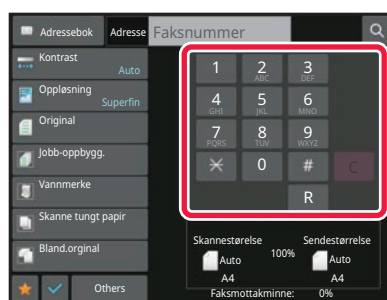 Adressebok Adresse Faksnummer
Kontrast
Auto
Oppløsning
Superfin
Original
Jobb-oppbygg.
Vannmerke
Skanne tungt papir
Bland.orginal
Others
1 2 3
ABC DEF
4 5 6
GHI JKL MNO
7 8 9
PQRS TUV WXYZ
0 # C
R
Skannestørelse Sendestørrelse
Auto 100% Auto
A4 A4
Faksmottakminne: 0%